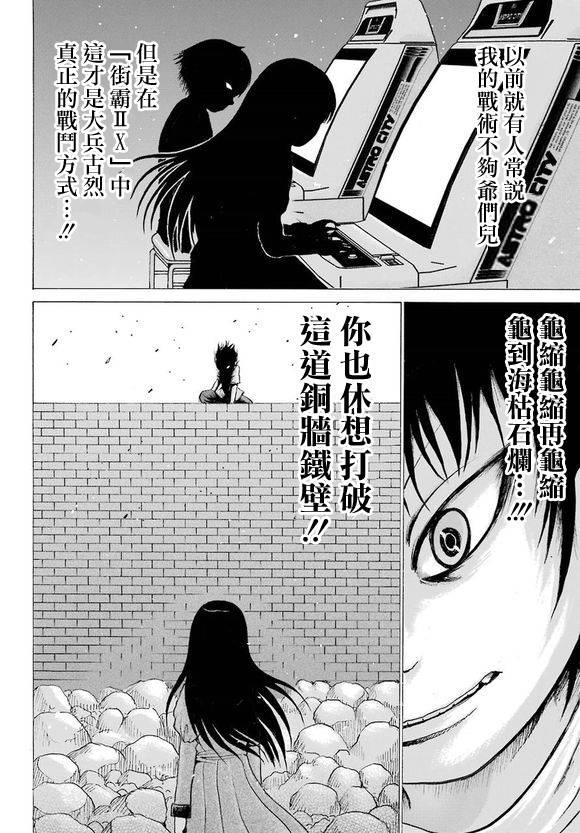 以前就有人常說
我的戰術不夠爺們兒
但是在
「街霸ⅡX」中
這才是大兵古烈
真正的戰鬥方式…!!
ASTRO CITY
ASTRO CITY
龜縮龜縮再龜縮
龜到海枯石爛…!!!
你也休想打破
這道銅牆鐵壁!!